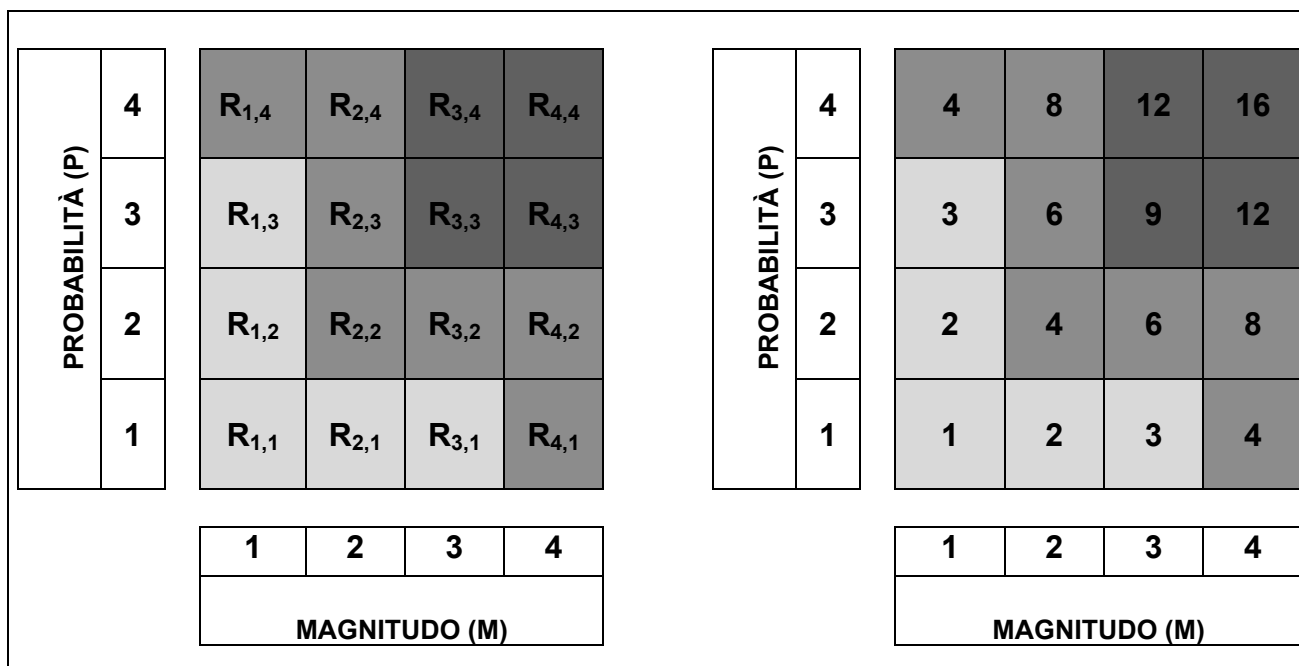 PROBABILITÀ (P)
4 R1,4 R2,4 R3,4 R4,4
3 R1,3 R2,3 R3,3 R4,3
2 R1,2 R2,2 R3,2 R4,2
1 R1,1 R2,1 R3,1 R4,1
1 2 3 4
MAGNITUDO (M)
PROBABILITÀ (P)
4 4 8 12 16
3 3 6 9 12
2 2 4 6 8
1 1 2 3 4
1 2 3 4
MAGNITUDO (M)